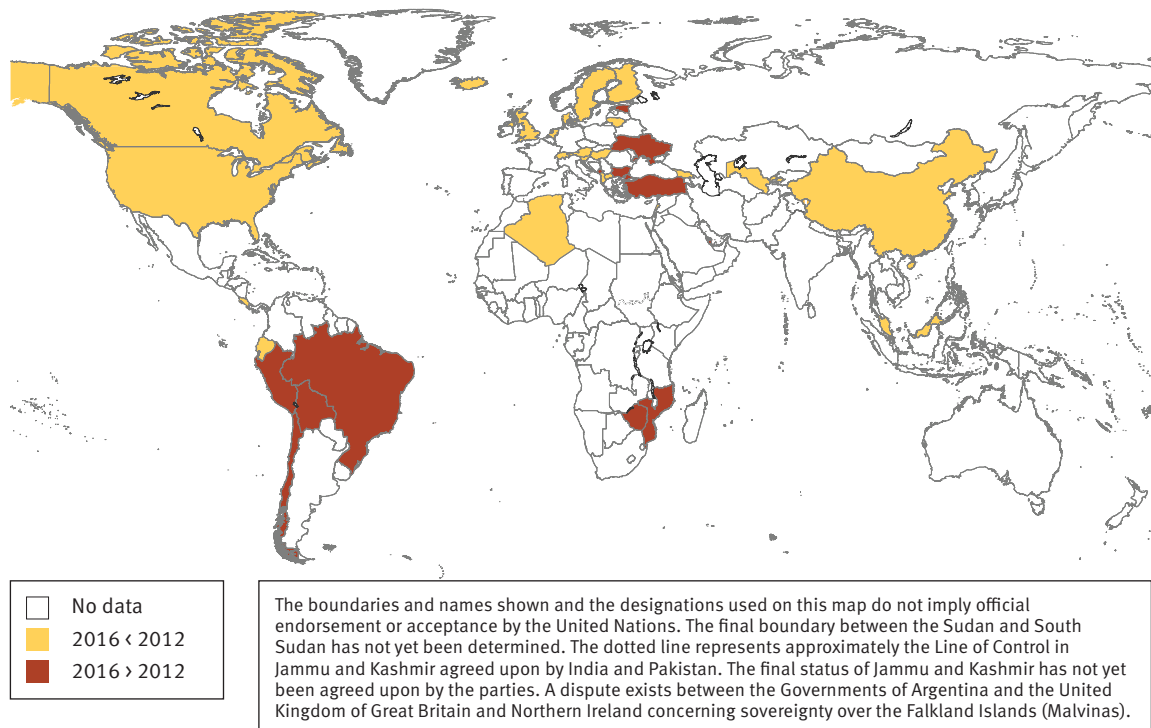 No data
2016 < 2012
2016 > 2012
The boundaries and names shown and the designations used on this map do not imply official
endorsement or acceptance by the United Nations. The final boundary between the Sudan and South
Sudan has not yet been determined. The dotted line represents approximately the Line of Control in
Jammu and Kashmir agreed upon by India and Pakistan. The final status of Jammu and Kashmir has not yet
been agreed upon by the parties. A dispute exists between the Governments of Argentina and the United
Kingdom of Great Britain and Northern Ireland concerning sovereignty over the Falkland Islands (Malvinas).